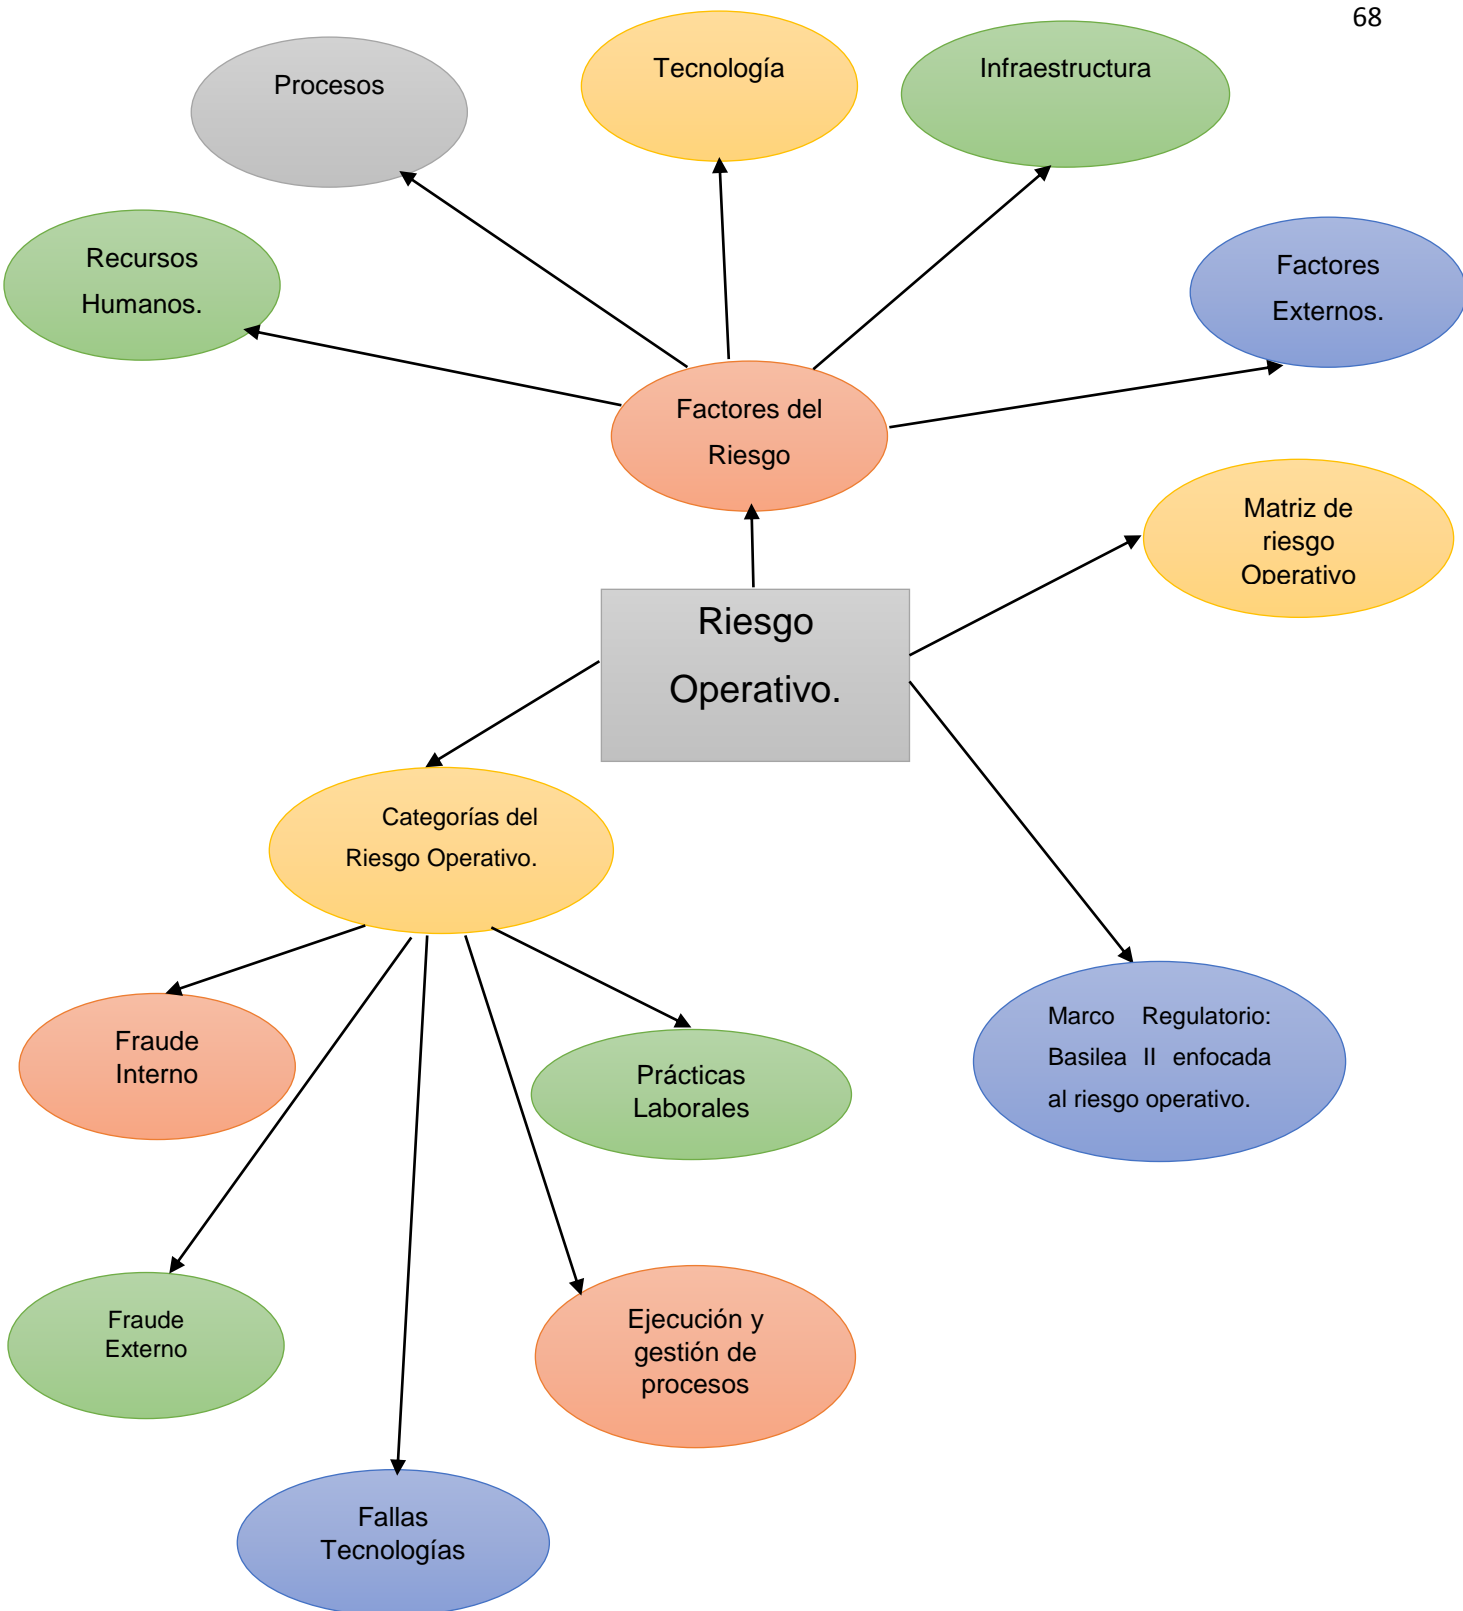 68
Procesos
Tecnología
Infraestructura
Recursos
Humanos.
Factores
Externos.
Factores del
Riesgo
Matriz de
riesgo
Operativo
Riesgo
Operativo.
Categorías del
Riesgo Operativo.
Fraude
Interno
Prácticas
Laborales
Marco Regulatorio:
Basilea II enfocada
al riesgo operativo.
Fraude
Externo
Ejecución y
gestión de
procesos
Fallas
Tecnologías